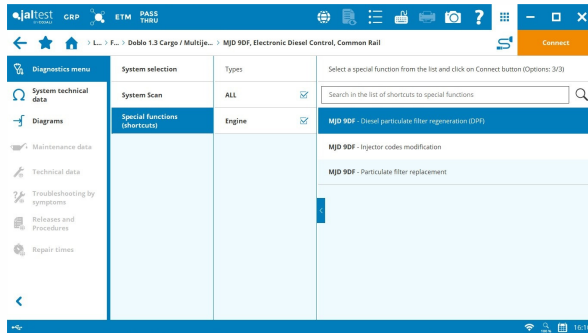 jaltest GRP ETM PASS THRU
> L... > F... > Doblo 1.3 Cargo / Multije... > MJD 9DF, Electronic Diesel Control, Common Rail
Connect
Diagnostics menu
System technical data
Diagrams
Maintenance data
Technical data
Troubleshooting by symptoms
Releases and Procedures
Repair times
System selection
System Scan
Special functions (shortcuts)
Types
ALL
Engine
Select a special function from the list and click on Connect button (Options: 3/3)
Search in the list of shortcuts to special functions
MJD 9DF - Diesel particulate filter regeneration (DPF)
MJD 9DF - Injector codes modification
MJD 9DF - Particulate filter replacement
100%